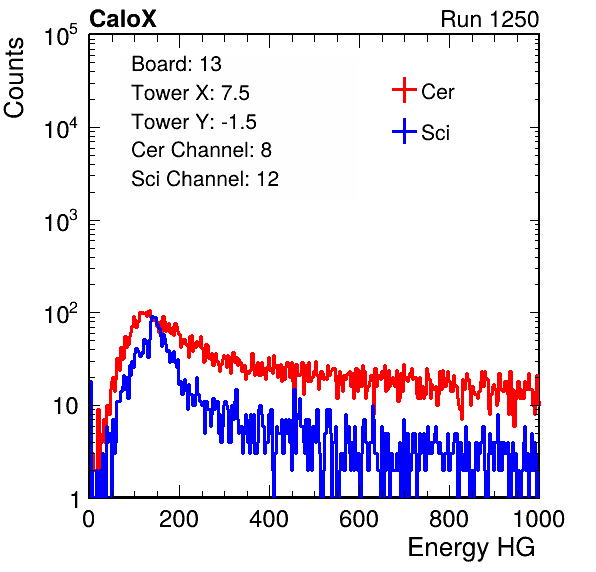 CaloX Run 1250
Counts
10^5
10^4
10^3
10^2
10
1
Board: 13
Tower X: 7.5
Tower Y: -1.5
Cer Channel: 8
Sci Channel: 12
Cer
Sci
0 200 400 600 800 1000
Energy HG